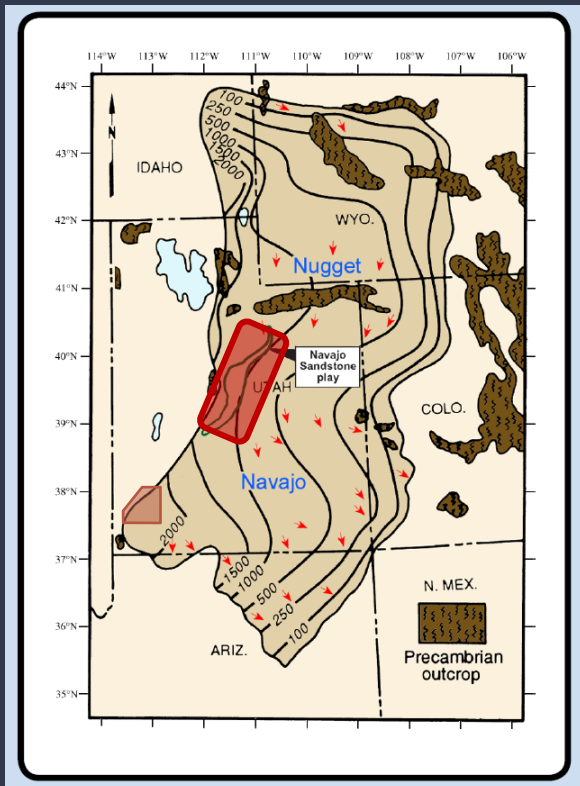 114°W 113°W 112°W 111°W 110°W 109°W 108°W 107°W 106°W
44°N
100
250
500
1000
1500
2000
N
43°N
IDAHO
42°N
WYO.
Nugget
41°N
40°N
Navajo
Sandstone
play
UTAH
39°N
COLO.
38°N
Navajo
2000
37°N
1500
1000
500
250
100
N. MEX.
36°N
ARIZ.
Precambrian
outcrop
35°N